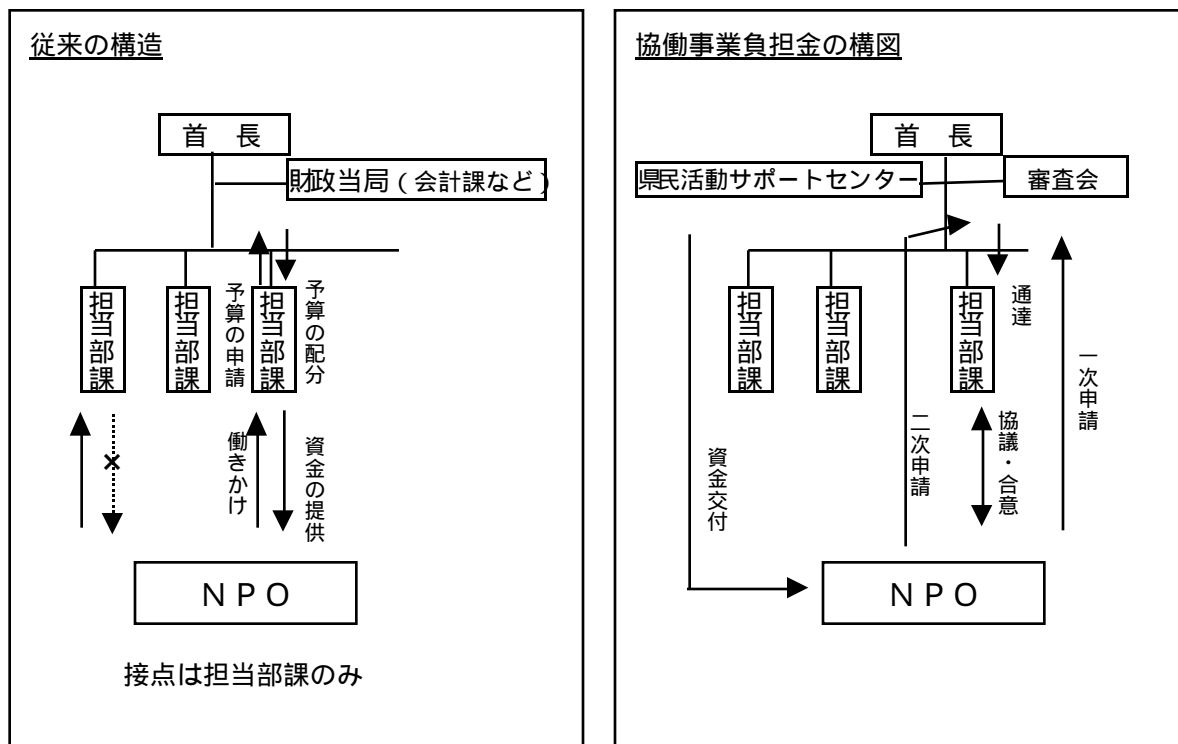 従来の構造
首　長
財政当局（会計課など）
担当部課
担当部課
予算の申請
担当部課
予算の配分
働きかけ
資金の提供
ＮＰＯ
接点は担当部課のみ
協働事業負担金の構図
首　長
県民活動サポートセンター
審査会
担当部課
担当部課
担当部課
通達
一次申請
資金交付
二次申請
協議・合意
ＮＰＯ